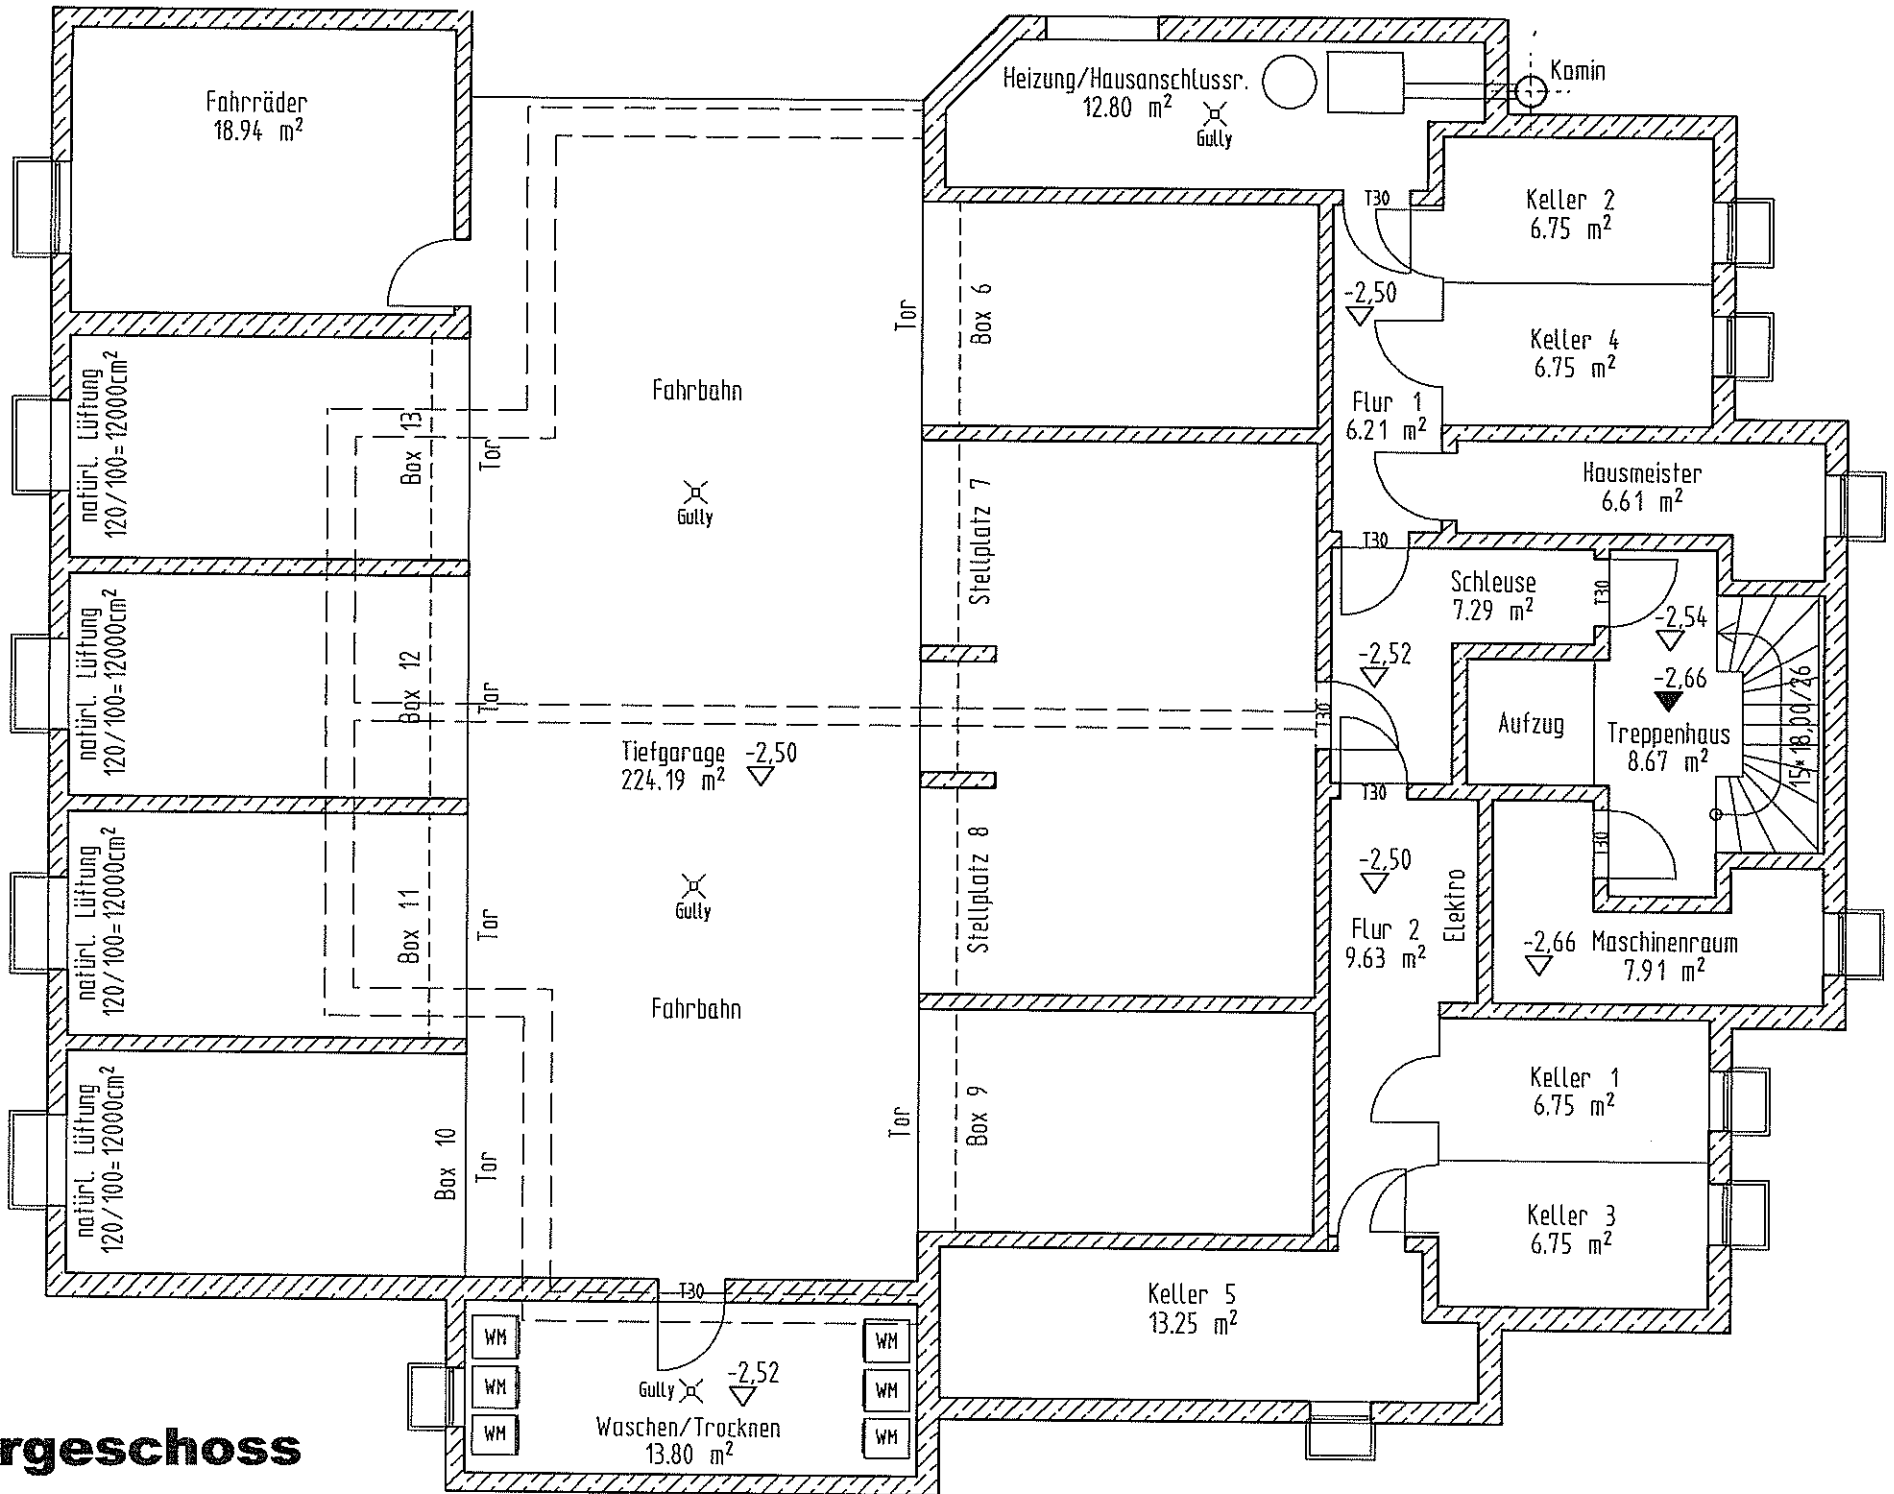 Fahrräder
18.94 m²
Heizung/Hausanschlussr.
12.80 m²
Gully
Kamin
T30
Keller 2
6.75 m²
-2,50
Box 6
Tor
Keller 4
6.75 m²
natürl. Lüftung
120/100=12000cm²
Box 13
Tor
Fahrbahn
Gully
Flur 1
6.21 m²
Hausmeister
6.61 m²
Stellplatz 7
T30
Schleuse
7.29 m²
T30
-2,54
natürl. Lüftung
120/100=12000cm²
Box 12
Tor
-2,52
-2,66
T30
Aufzug
Treppenhaus
8.67 m²
15*18,00/26
Tiefgarage -2,50
224.19 m²
T30
T30
natürl. Lüftung
120/100=12000cm²
Box 11
Tor
Gully
Stellplatz 8
-2,50
Flur 2
9.63 m²
Elektro
-2,66 Maschinenraum
7.91 m²
Fahrbahn
natürl. Lüftung
120/100=12000cm²
Box 10
Tor
Tor
Box 9
Keller 1
6.75 m²
Keller 3
6.75 m²
T30
Keller 5
13.25 m²
WM
WM
WM
WM
WM
WM
Gully
-2,52
Waschen/Trocknen
13.80 m²
rgeschoss